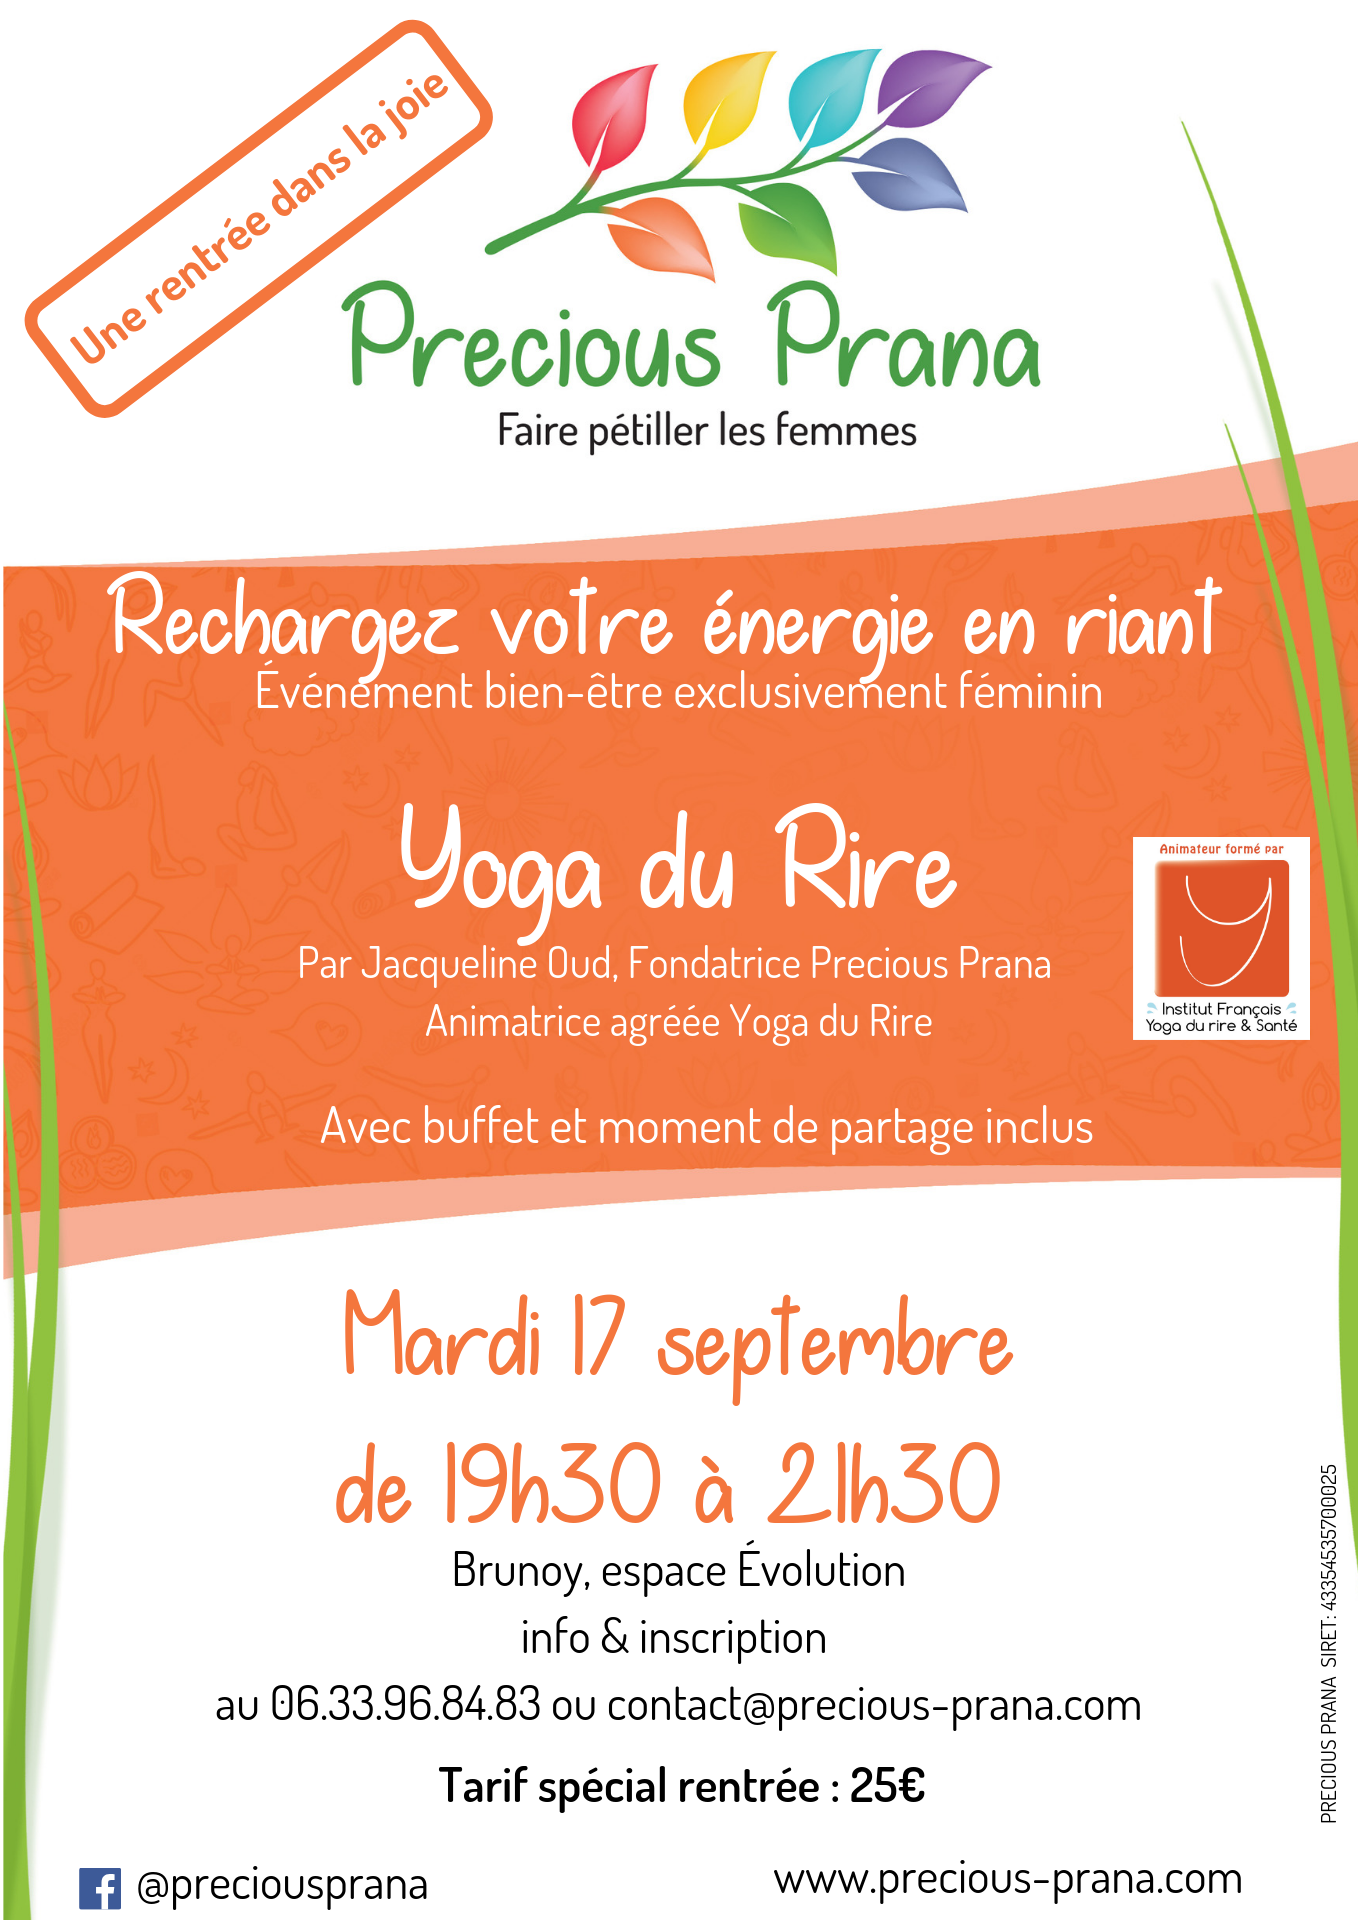 Une rentrée dans la joie
Precious Prana
Faire pétiller les femmes
Rechargez votre énergie en riant
Événement bien-être exclusivement féminin
Yoga du Rire
Par Jacqueline Oud, Fondatrice Precious Prana
Animatrice agréée Yoga du Rire
Animateur formé par
Institut Français
Yoga du rire & Santé
Avec buffet et moment de partage inclus
Mardi 17 septembre
de 19h30 à 21h30
Brunoy, espace Évolution
info & inscription
au 06.33.96.84.83 ou contact@precious-prana.com
Tarif spécial rentrée : 25€
@preciousprana
www.precious-prana.com
PRECIOUS PRANA SIRET: 43354535700025